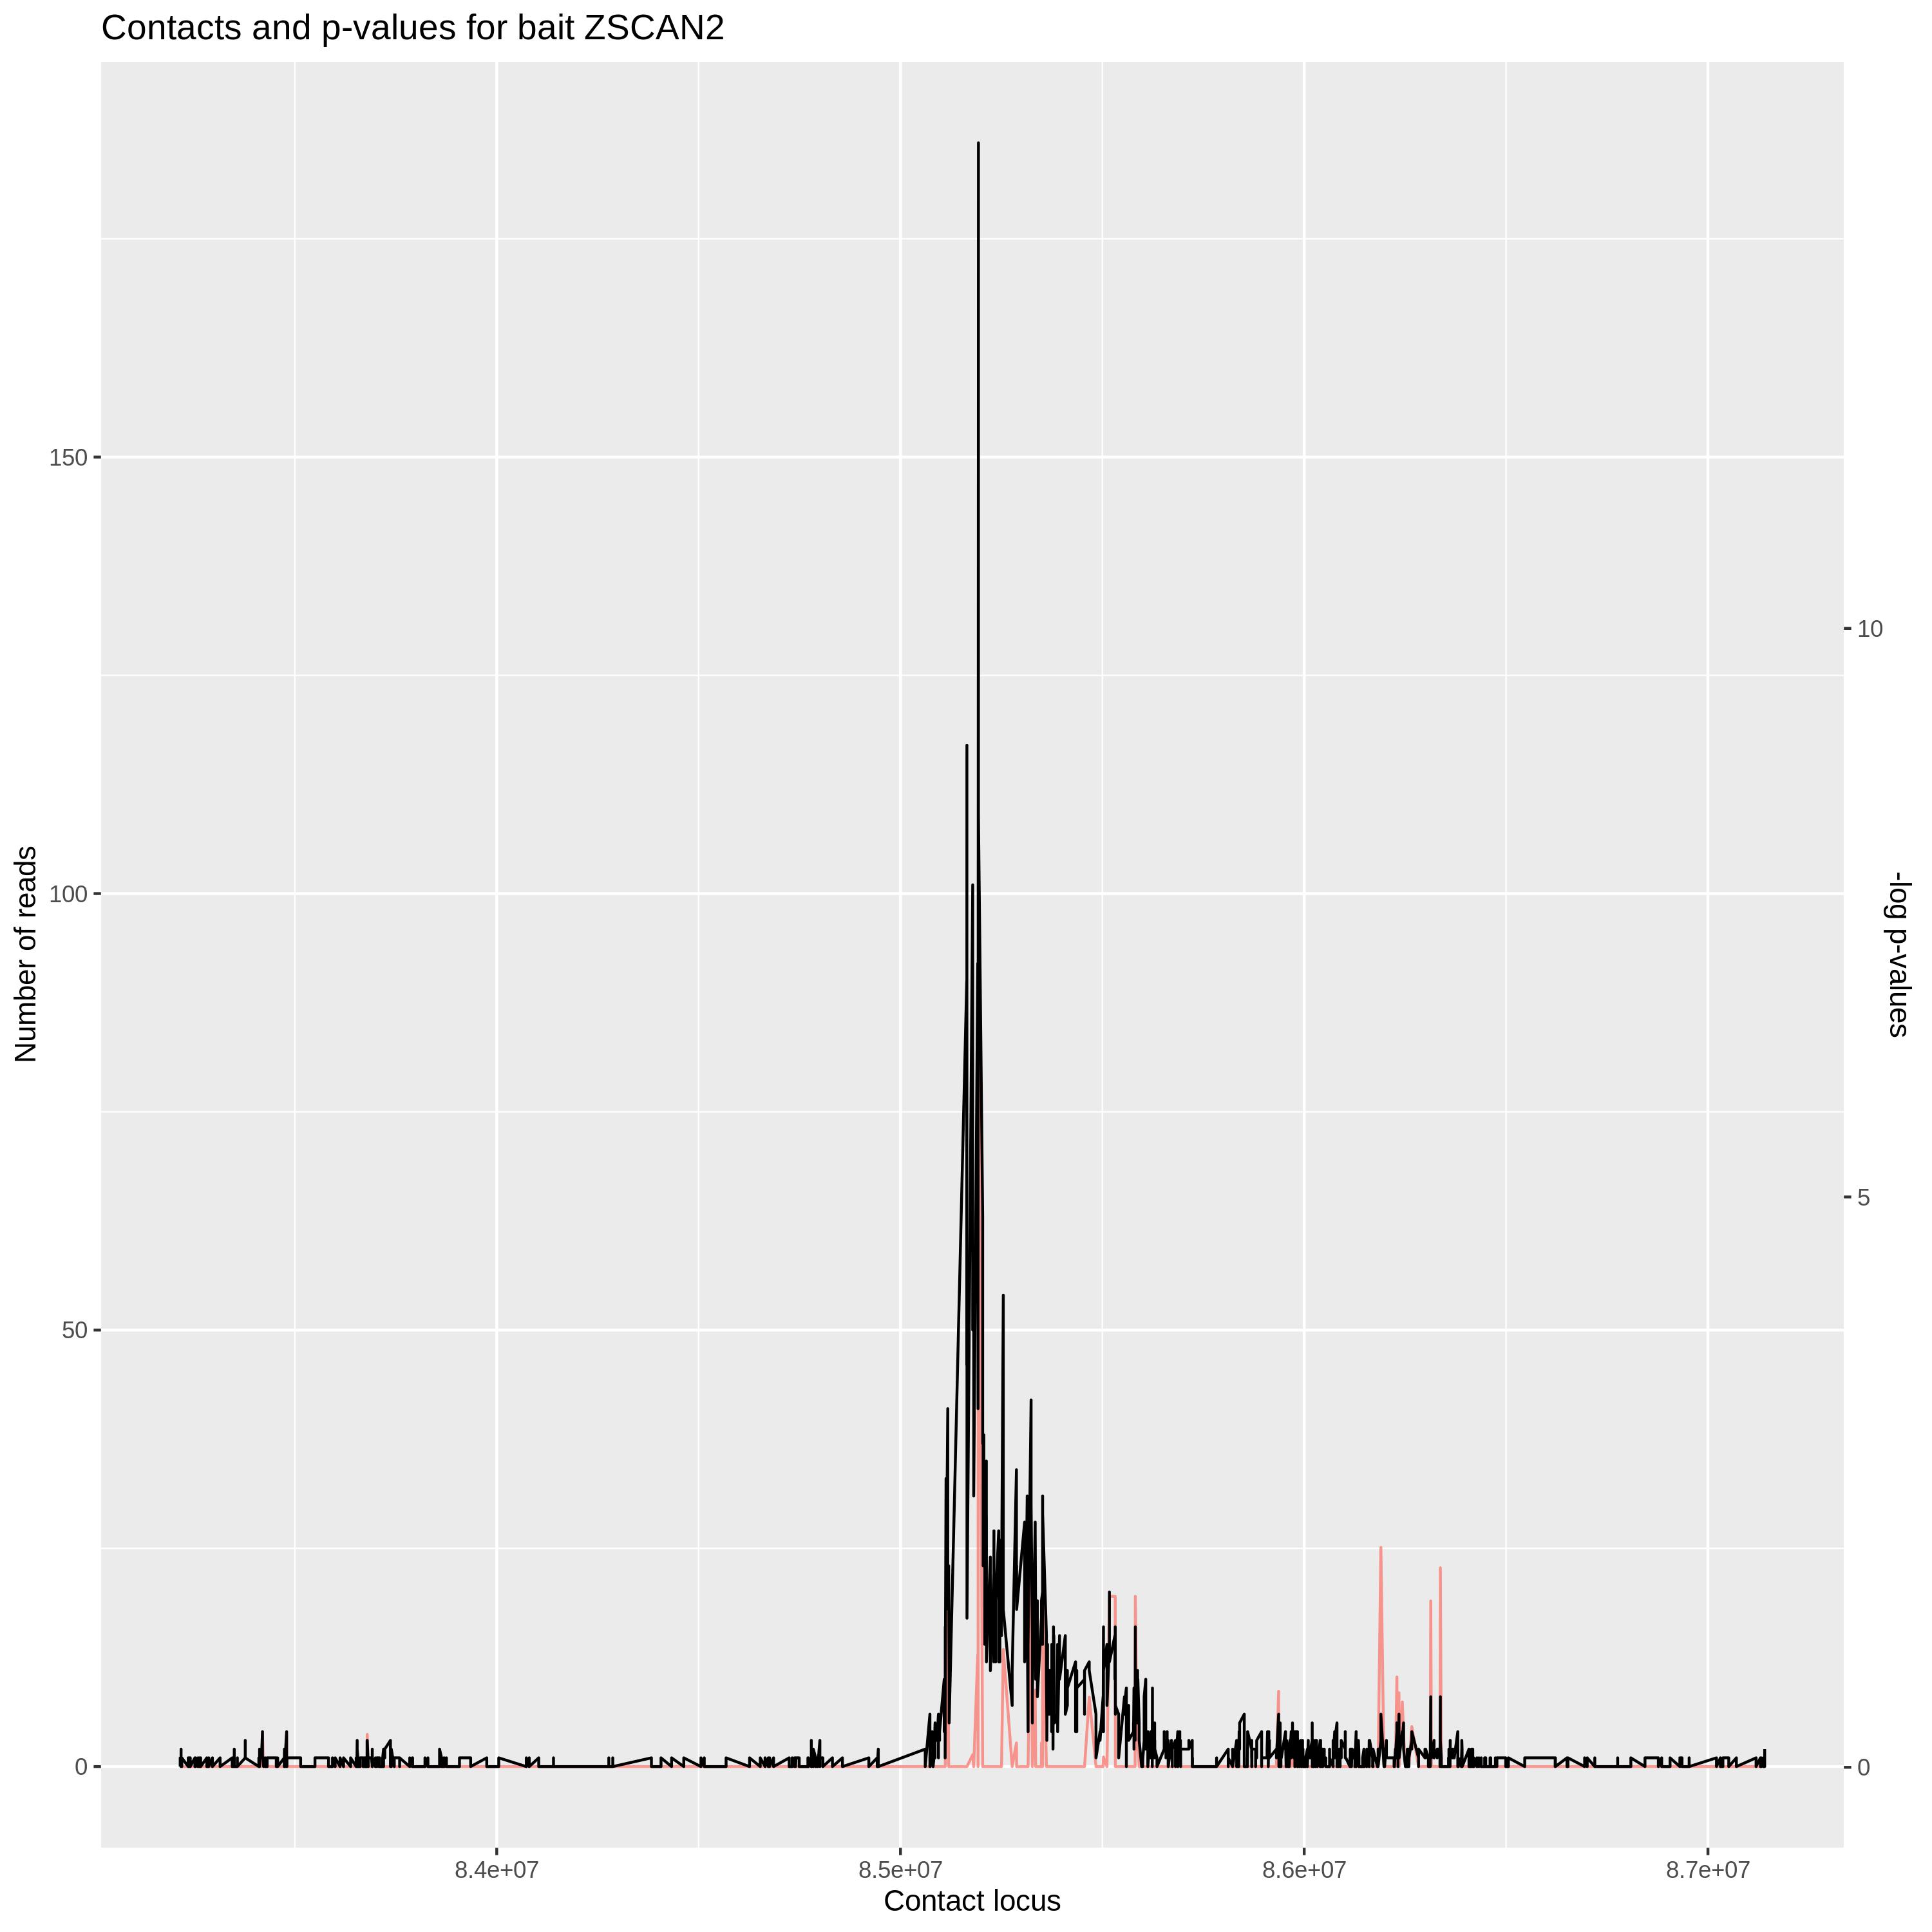 Contacts and p-values for bait ZSCAN2
Number of reads
150
100
50
0
10
5
0
-log p-values
8.4e+07
8.5e+07
8.6e+07
8.7e+07
Contact locus